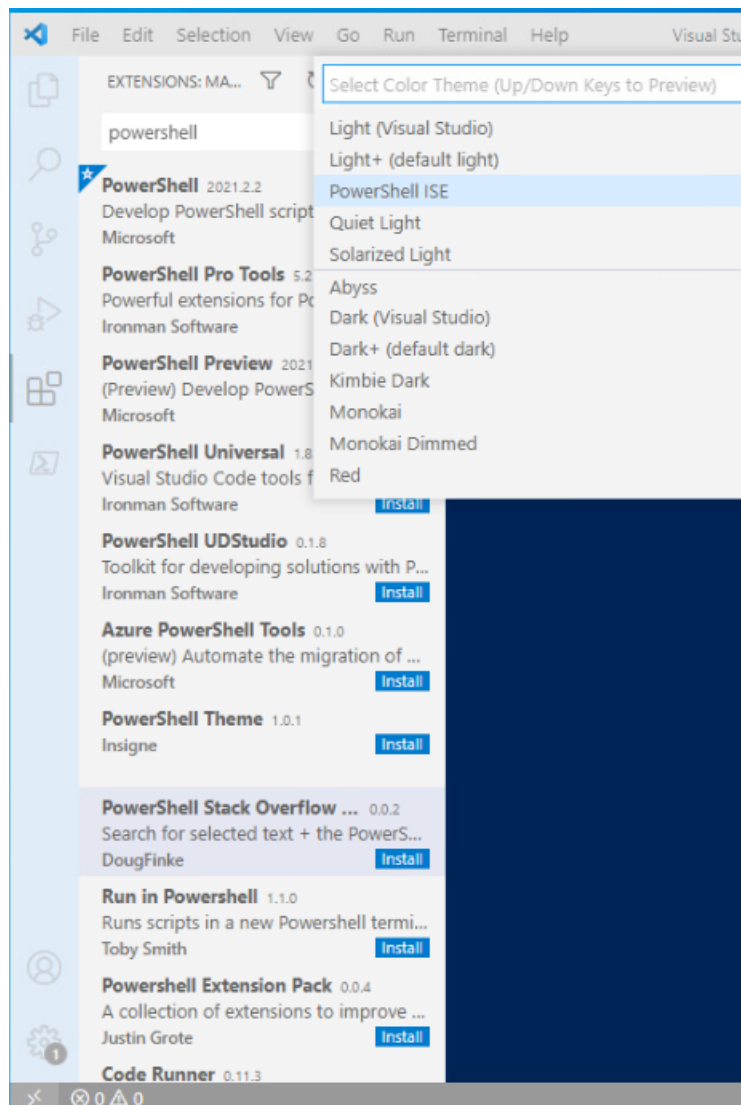 File Edit Selection View Go Run Terminal Help Visual Stu
EXTENSIONS: MA...
powershell
Select Color Theme (Up/Down Keys to Preview)
Light (Visual Studio)
Light+ (default light)
PowerShell ISE
Quiet Light
Solarized Light
Abyss
Dark (Visual Studio)
Dark+ (default dark)
Kimbie Dark
Monokai
Monokai Dimmed
Red
PowerShell 2021.2.2
Develop PowerShell script
Microsoft
PowerShell Pro Tools 5.2
Powerful extensions for Po
Ironman Software
PowerShell Preview 2021
(Preview) Develop PowerS
Microsoft
PowerShell Universal 1.8
Visual Studio Code tools f
Ironman Software Install
PowerShell UDStudio 0.1.8
Toolkit for developing solutions with P...
Ironman Software Install
Azure PowerShell Tools 0.1.0
(preview) Automate the migration of ...
Microsoft Install
PowerShell Theme 1.0.1
Insigne Install
PowerShell Stack Overflow ... 0.0.2
Search for selected text + the PowerS...
DougFinke Install
Run in Powershell 1.1.0
Runs scripts in a new Powershell termi...
Toby Smith Install
Powershell Extension Pack 0.0.4
A collection of extensions to improve ...
Justin Grote Install
Code Runner 0.11.3
1
0 0